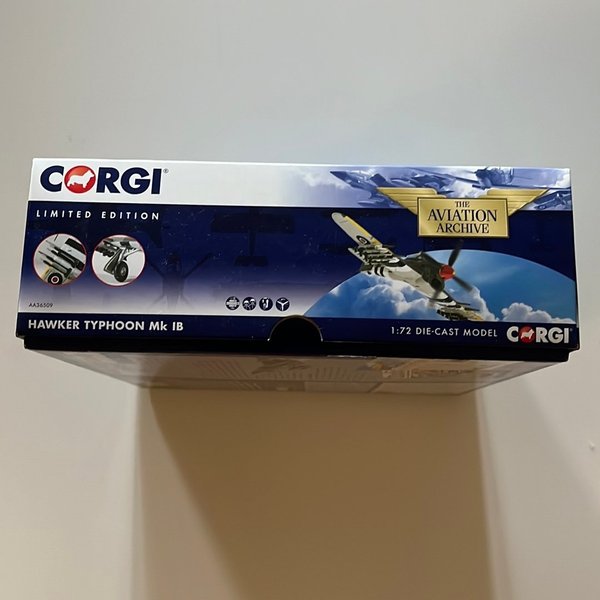 CORGI®
LIMITED EDITION
THE
AVIATION
ARCHIVE
AA36509
HAWKER TYPHOON Mk IB
1:72 DIE-CAST MODEL
CORGI®